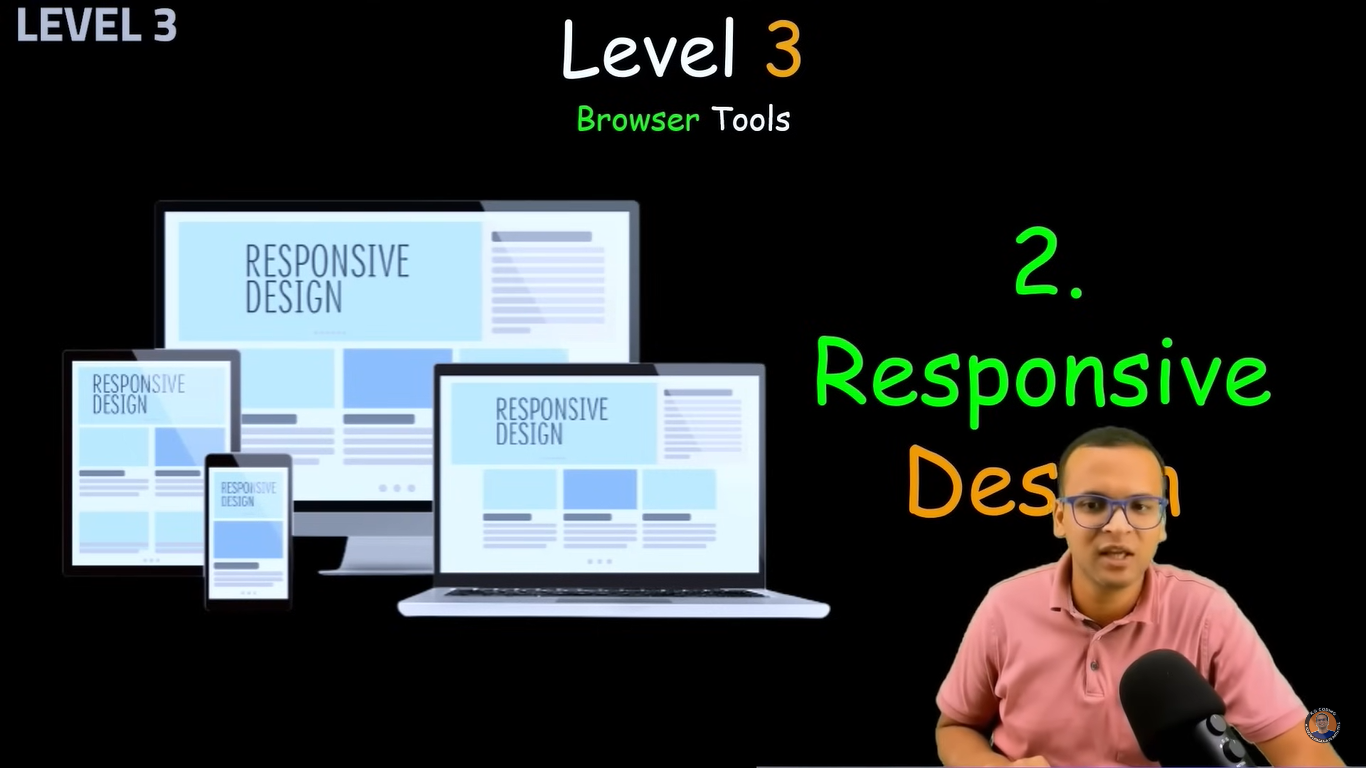 LEVEL 3
Level 3
Browser Tools
RESPONSIVE
DESIGN
RESPONSIVE
DESIGN
RESPONSIVE
DESIGN
RESPONSIVE
DESIGN
2.
Responsive